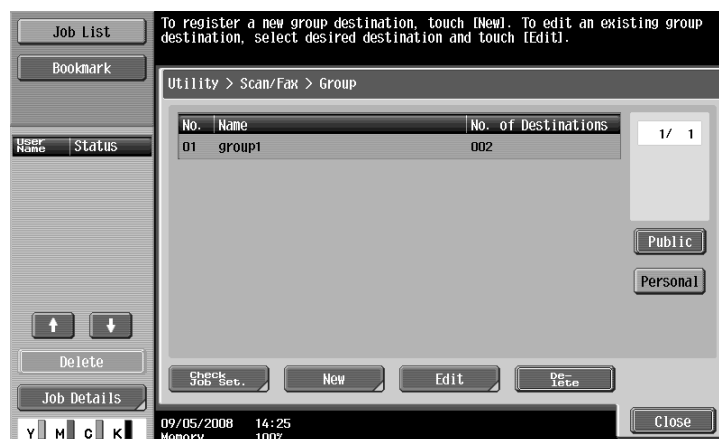 Job List
Bookmark
User Name Status
Delete
Job Details
Y M C K
To register a new group destination, touch [New]. To edit an existing group
destination, select desired destination and touch [Edit].
Utility > Scan/Fax > Group
No. Name No. of Destinations
01 group1 002
1/ 1
Public
Personal
Check
Job Set.
New
Edit
De-
lete
09/05/2008 14:25
Memory 100%
Close